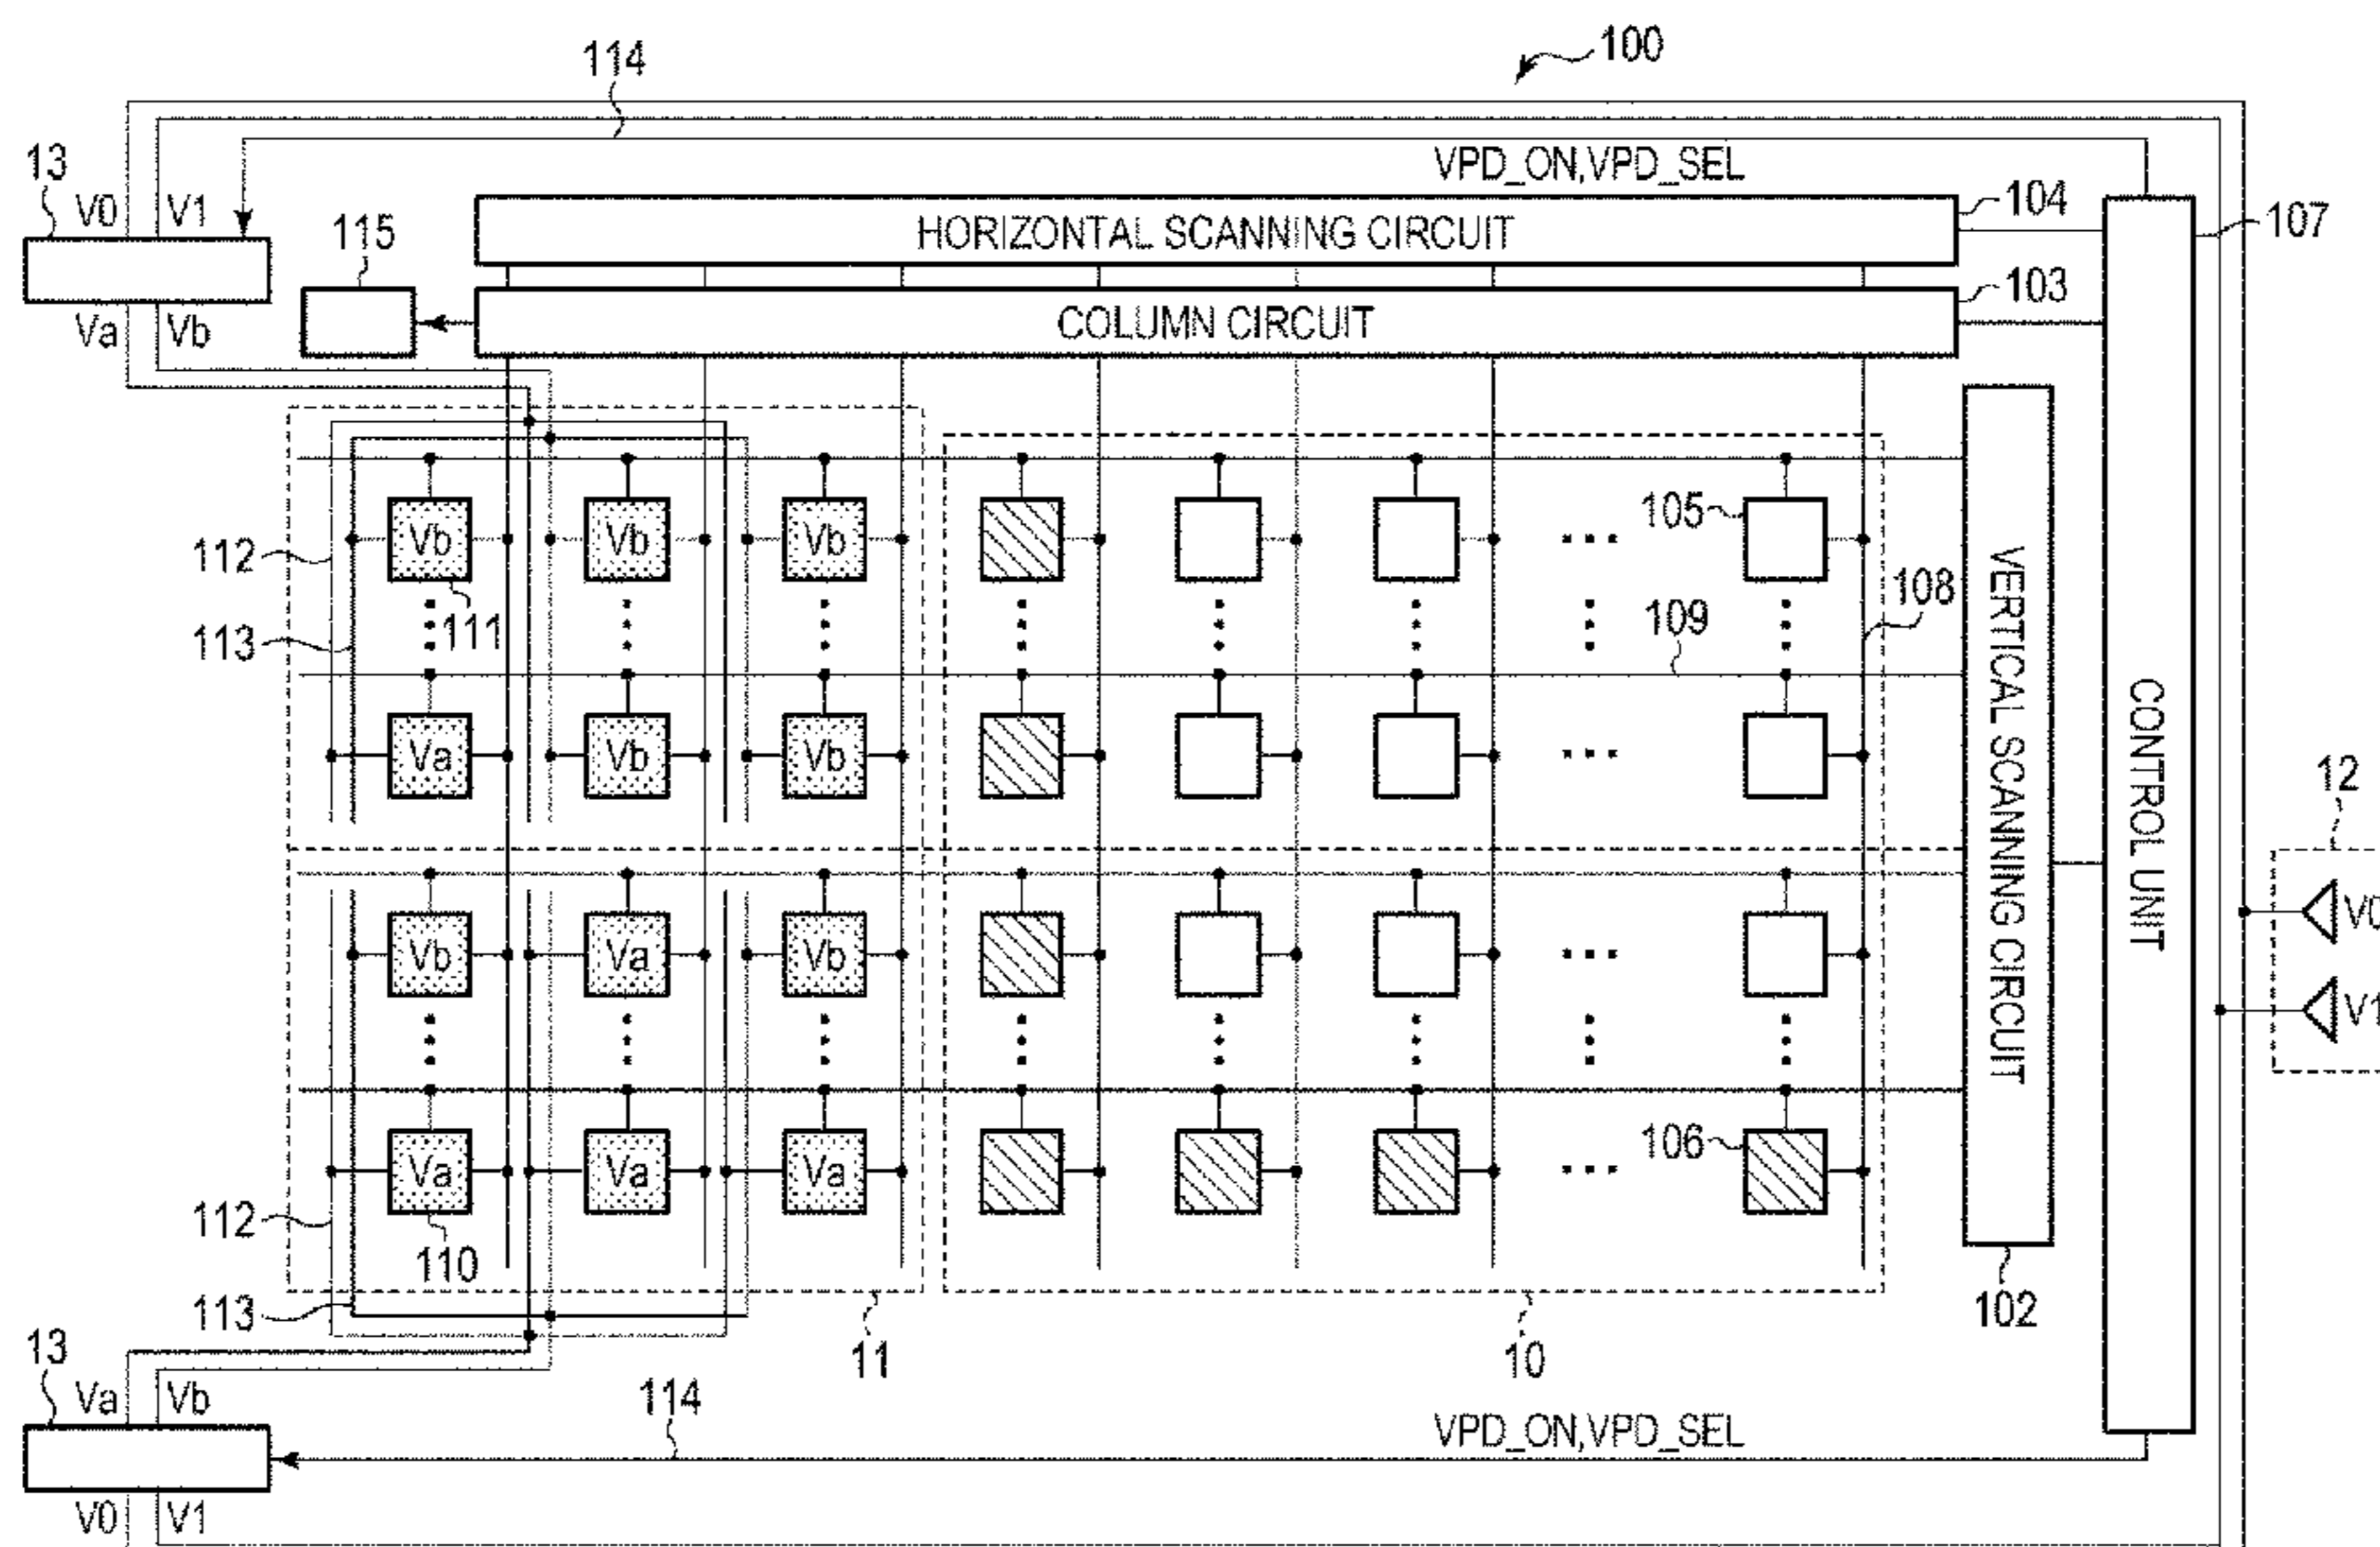 100
114
13
V0 V1
VPD_ON,VPD_SEL
HORIZONTAL SCANNING CIRCUIT
104
107
115
COLUMN CIRCUIT
103
Va Vb
Vb Vb Vb
105
112
111
108
113
109
Va Vb Vb
VERTICAL SCANNING CIRCUIT
CONTROL UNIT
12
V0
Vb Va Vb
V1
106
Va Va Va
112
110
113
102
11
10
13
Va Vb
114
VPD_ON,VPD_SEL
V0 V1